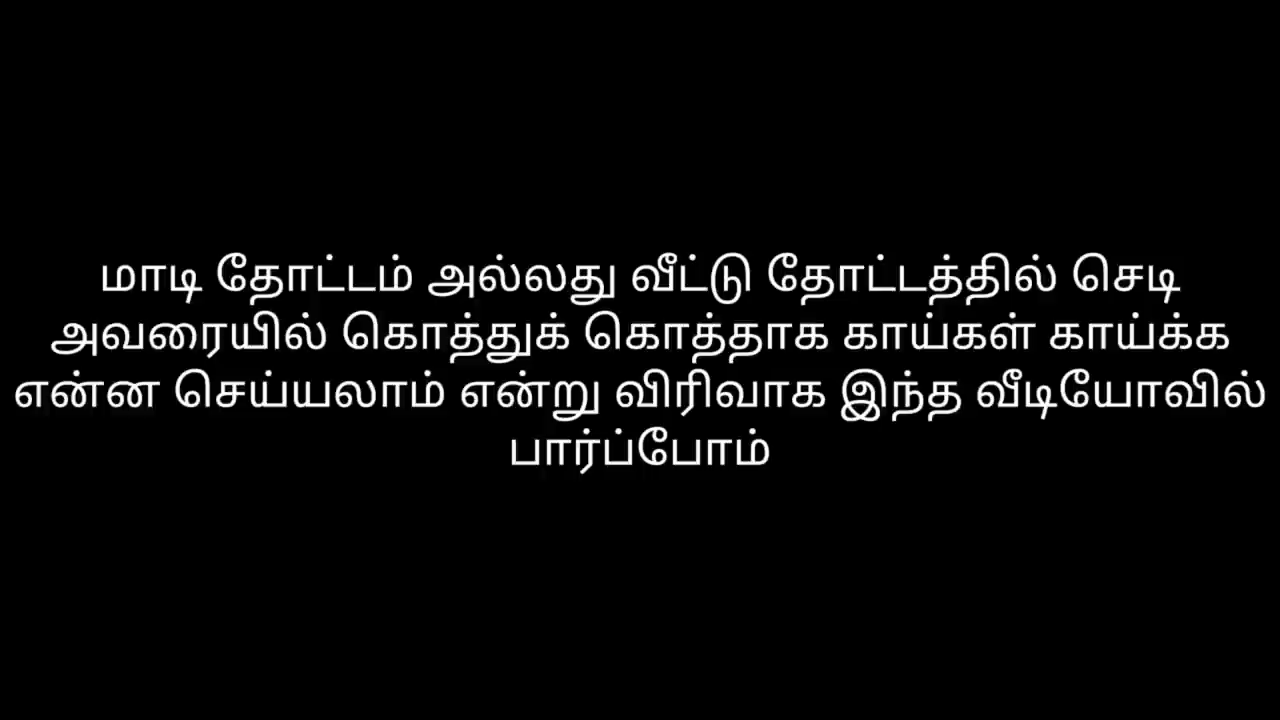 மாடி தோட்டம் அல்லது வீட்டு தோட்டத்தில் செடி
அவரையில் கொத்துக் கொத்தாக காய்கள் காய்க்க
என்ன செய்யலாம் என்று விரிவாக இந்த வீடியோவில்
பார்ப்போம்